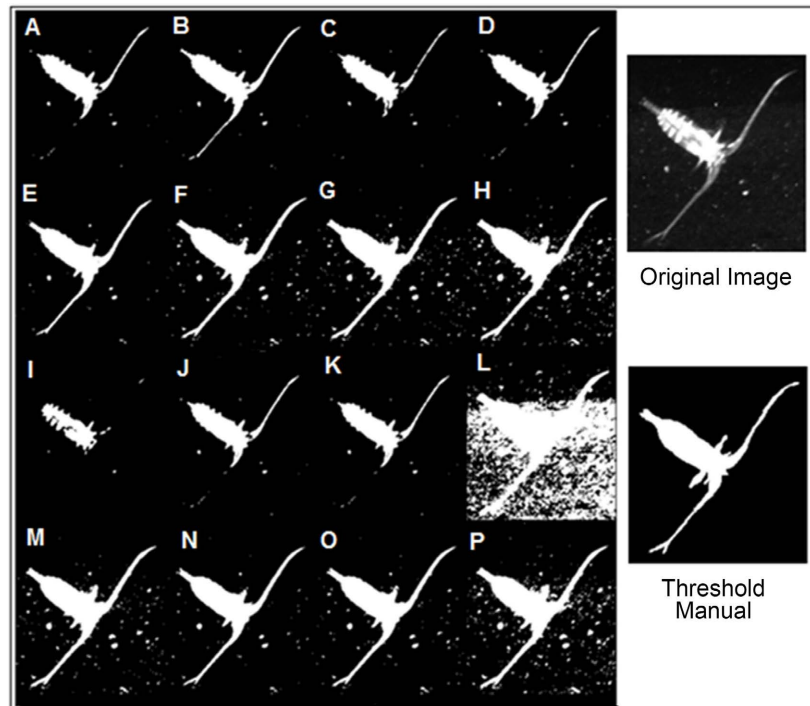 A B C D
E F G H
I J K L
M N O P
Original Image
Threshold
Manual